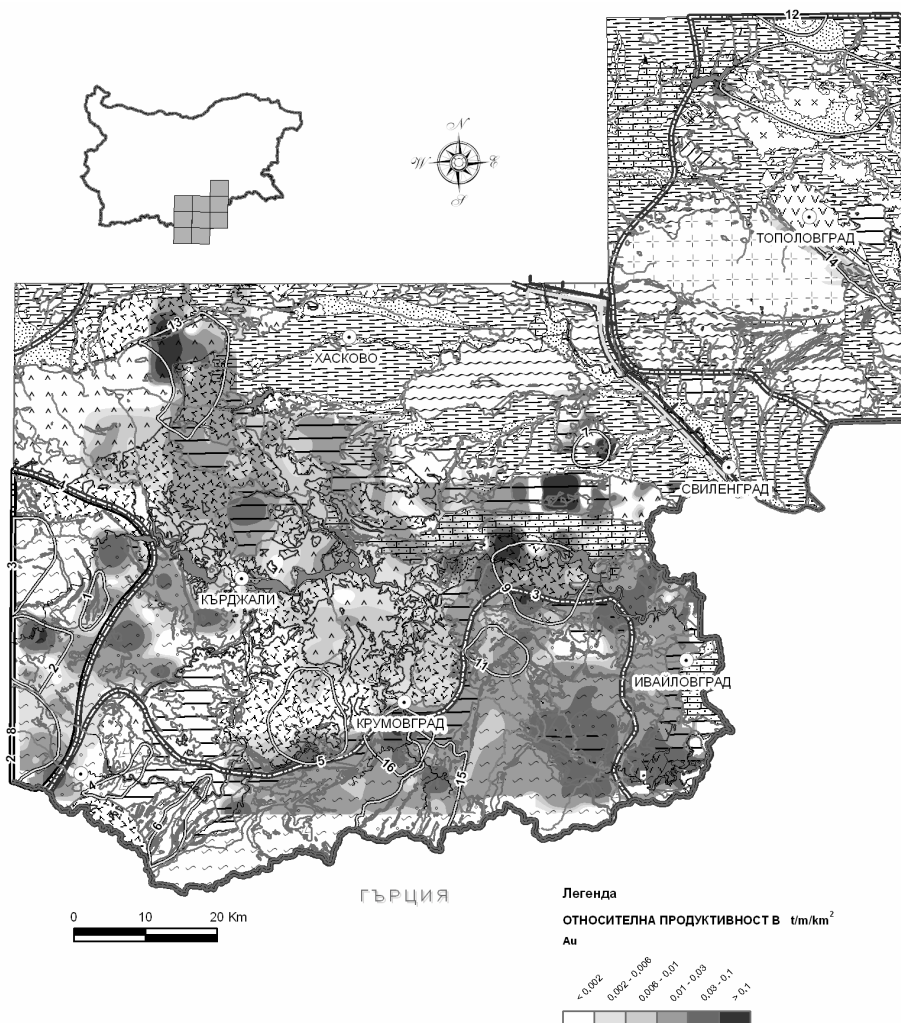 12
N
W
E
S
ТОПОЛОВГРАД
14
13
ХАСКОВО
СВИЛЕНГРАД
1
3
КЪРДЖАЛИ
1
9
3
2
11
ИВАЙЛОВГРАД
КРУМОВГРАД
8
5
16
15
2
4
6
ГЪРЦИЯ
0 10 20 Km
Легенда
ОТНОСИТЕЛНА ПРОДУКТИВНОСТ В t/m/km²
Au
< 0,002
0,002 - 0,006
0,006 - 0,01
0,01 - 0,03
0,03 - 0,1
> 0,1